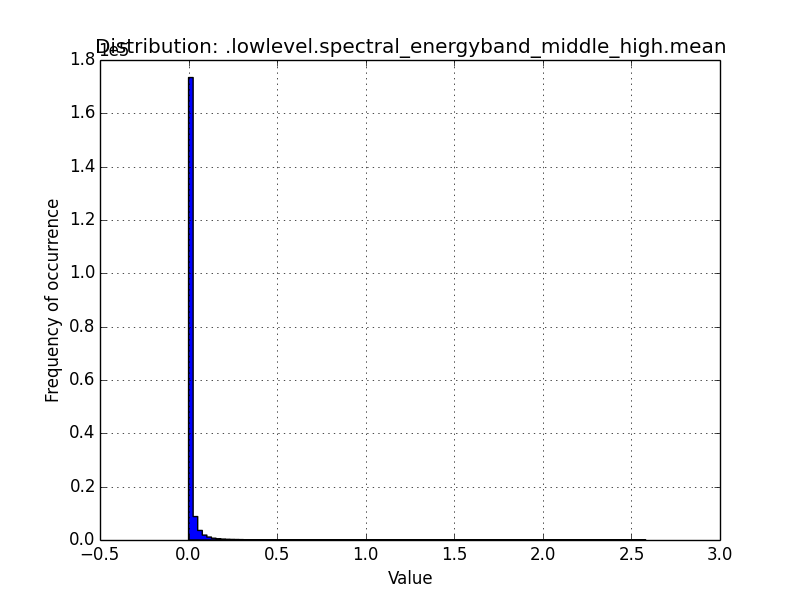 Distribution: .lowlevel.spectral_energyband_middle_high.mean
1e5
1.8
1.6
1.4
1.2
1.0
0.8
0.6
0.4
0.2
0.0
Frequency of occurrence
−0.5 0.0 0.5 1.0 1.5 2.0 2.5 3.0
Value